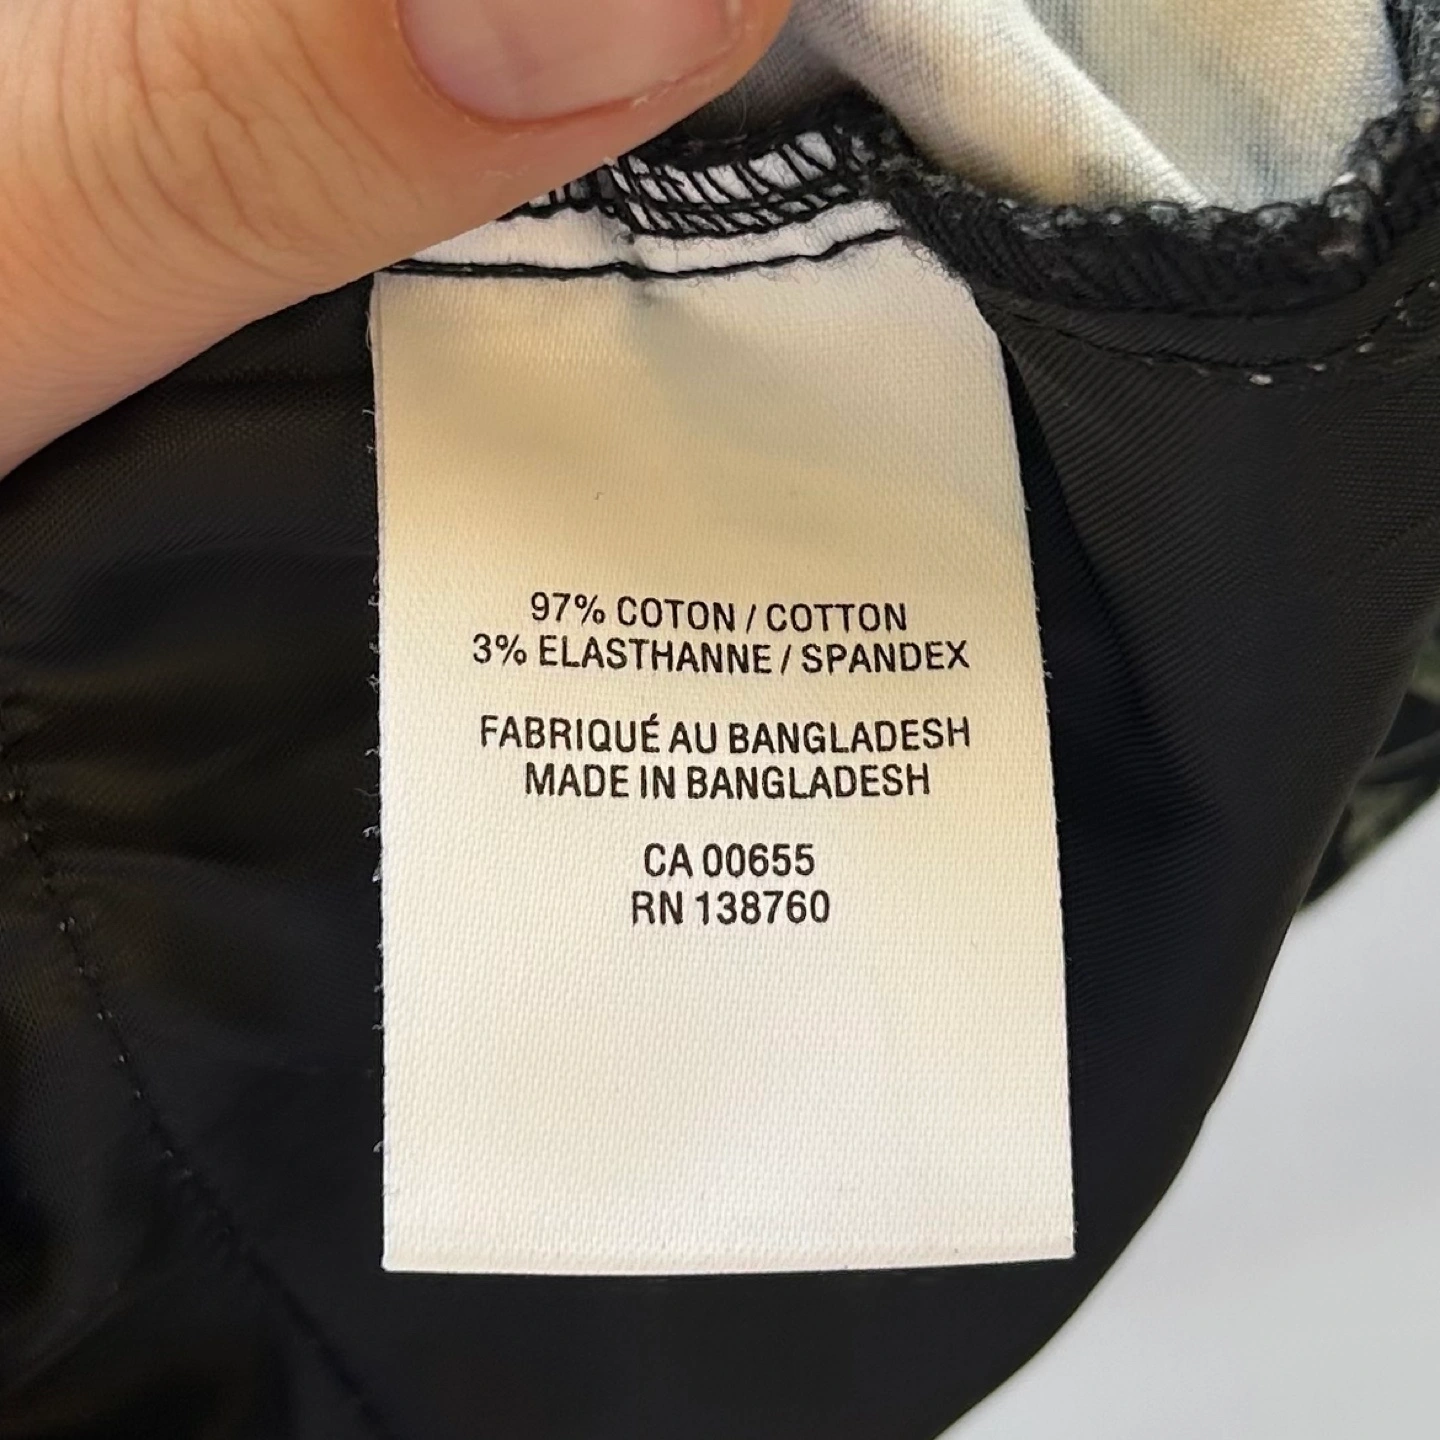 97% COTON / COTTON
3% ELASTHANNE / SPANDEX
FABRIQUÉ AU BANGLADESH
MADE IN BANGLADESH
CA 00655
RN 138760